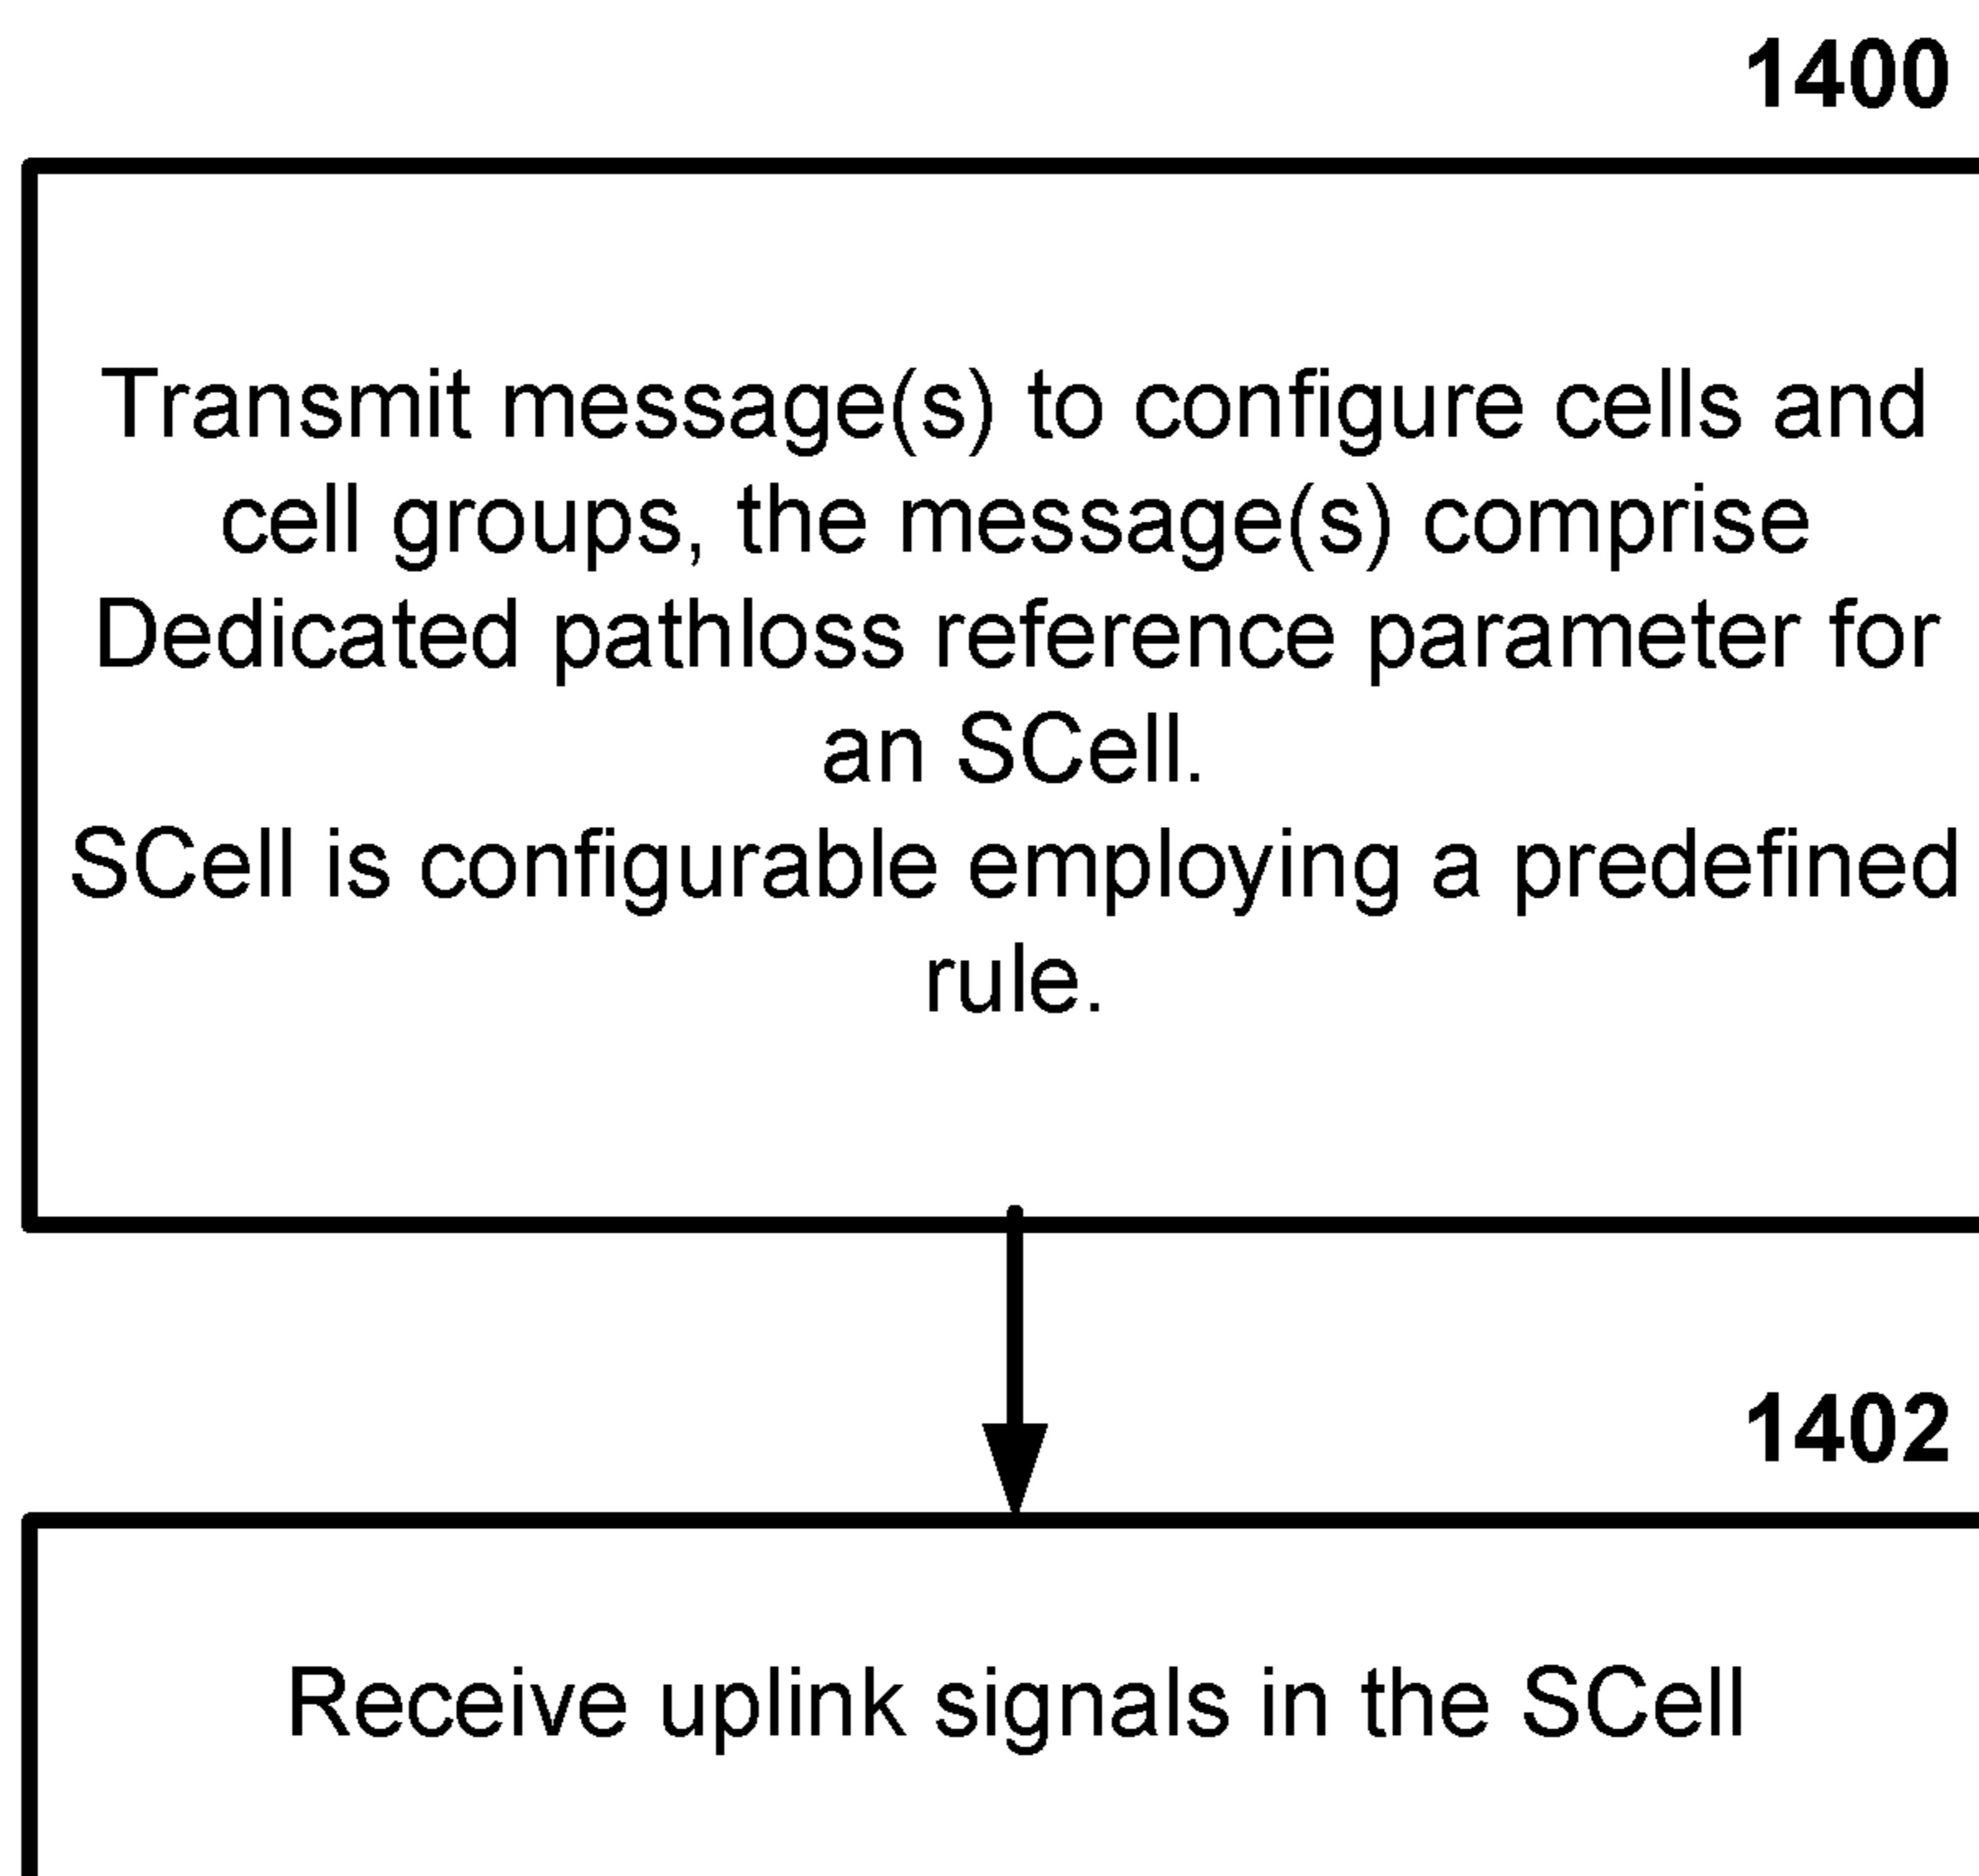 1400
Transmit message(s) to configure cells and
cell groups, the message(s) comprise
Dedicated pathloss reference parameter for
an SCell.
SCell is configurable employing a predefined
rule.
1402
Receive uplink signals in the SCell